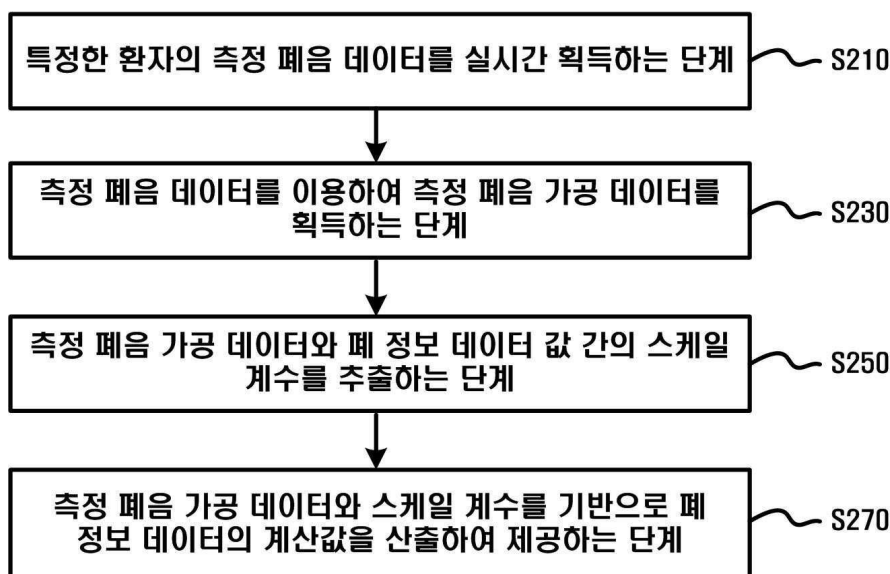 특정한 환자의 측정 폐음 데이터를 실시간 획득하는 단계
S210
측정 폐음 데이터를 이용하여 측정 폐음 가공 데이터를
획득하는 단계
S230
측정 폐음 가공 데이터와 폐 정보 데이터 값 간의 스케일
계수를 추출하는 단계
S250
측정 폐음 가공 데이터와 스케일 계수를 기반으로 폐
정보 데이터의 계산값을 산출하여 제공하는 단계
S270